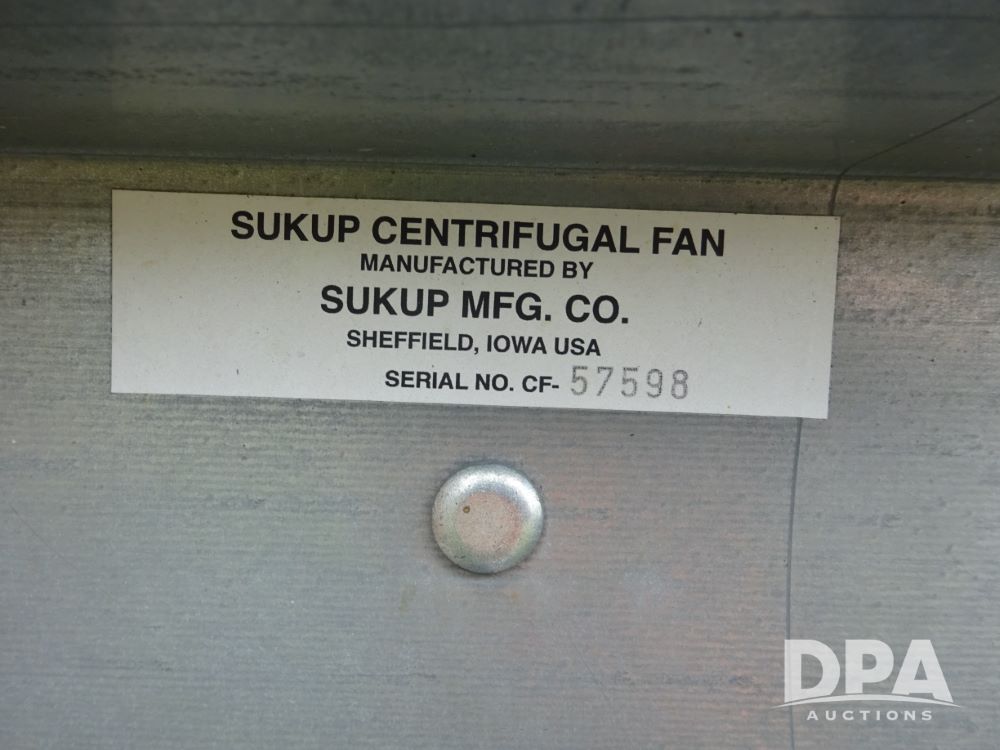 SUKUP CENTRIFUGAL FAN
MANUFACTURED BY
SUKUP MFG. CO.
SHEFFIELD, IOWA USA
SERIAL NO. CF- 57598
DPA
AUCTIONS